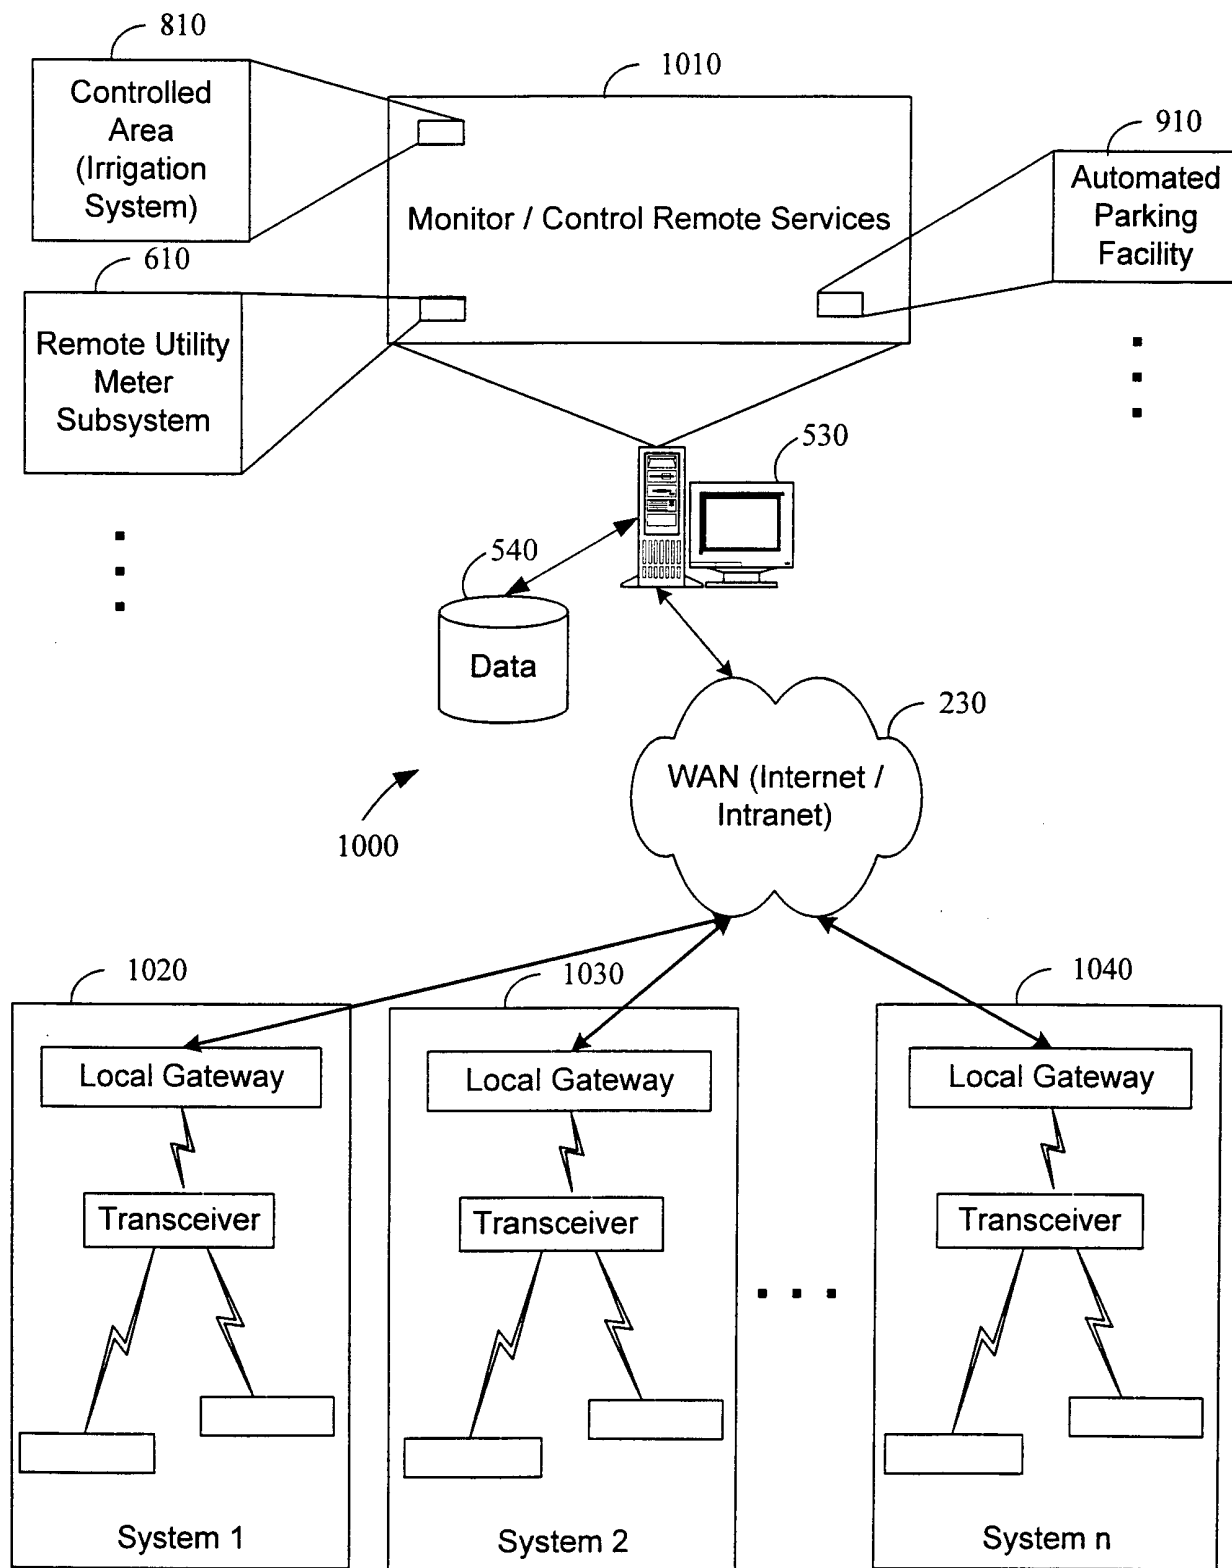 810
Controlled
Area
(Irrigation
System)
1010
Monitor / Control Remote Services
910
Automated
Parking
Facility
610
Remote Utility
Meter
Subsystem
530
540
Data
230
WAN (Internet /
Intranet)
1000
1020
Local Gateway
Transceiver
System 1
1030
Local Gateway
Transceiver
System 2
1040
Local Gateway
Transceiver
System n